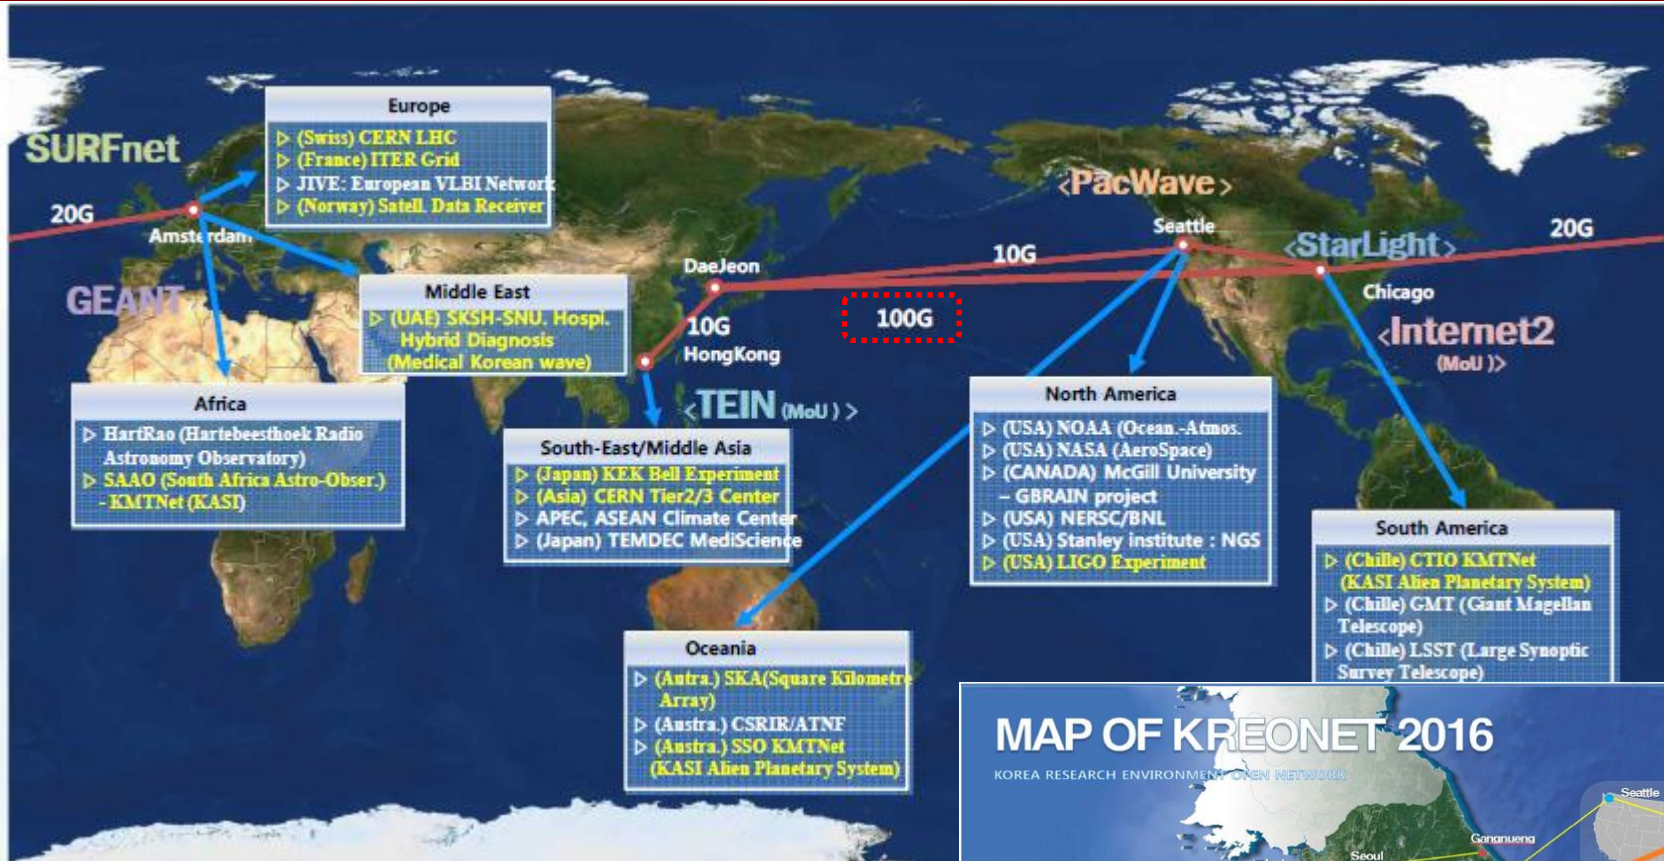 SURFnet
20G
Amsterdam
GEANT
Europe
▷ (Swiss) CERN LHC
▷ (France) ITER Grid
▷ JIVE: European VLBI Network
▷ (Norway) Satell. Data Receiver
Middle East
▷ (UAE) SKSH-SNU. Hospi.
Hybrid Diagnosis
(Medical Korean wave)
Africa
▷ HartRao (Hartebeesthoek Radio
Astronomy Observatory)
▷ SAAO (South Africa Astro-Obser.)
- KMTNet (KASI)
DaeJeon
10G
HongKong
<TEIN (MoU ) >
South-East/Middle Asia
▷ (Japan) KEK Bell Experiment
▷ (Asia) CERN Tier2/3 Center
▷ APEC, ASEAN Climate Center
▷ (Japan) TEMDEC MediScience
10G
100G
<PacWave>
Seattle
<StarLight>
20G
Chicago
<Internet2
(MoU )>
North America
▷ (USA) NOAA (Ocean.-Atmos.
▷ (USA) NASA (AeroSpace)
▷ (CANADA) McGill University
– GBRAIN project
▷ (USA) NERSC/BNL
▷ (USA) Stanley institute : NGS
▷ (USA) LIGO Experiment
South America
▷ (Chille) CTIO KMTNet
(KASI Alien Planetary System)
▷ (Chille) GMT (Giant Magellan
Telescope)
▷ (Chille) LSST (Large Synoptic
Survey Telescope)
Oceania
▷ (Autra.) SKA(Square Kilometre
Array)
▷ (Austra.) CSRIR/ATNF
▷ (Austra.) SSO KMTNet
(KASI Alien Planetary System)
MAP OF KREONET 2016
KOREA RESEARCH ENVIRONMENT OPEN NETWORK
Seattle
Gangnueng
Seoul